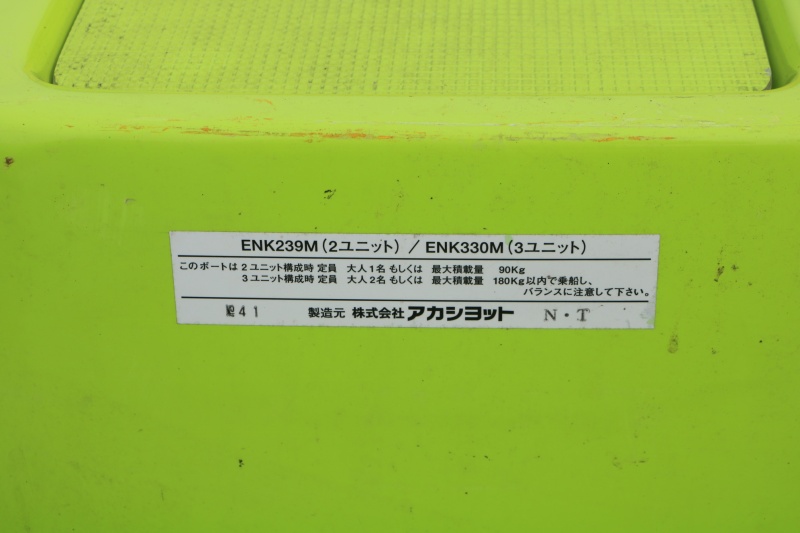 ENK239M(2ユニット) / ENK330M(3ユニット)
このボートは 2 ユニット構成時 定員 大人 1 名 もしくは 最大積載量 90Kg
3 ユニット構成時 定員 大人 2 名 もしくは 最大積載量 180Kg 以内で乗船し、
バランスに注意して下さい。
№ 4 1 製造元 株式会社 アカシヨット N・T